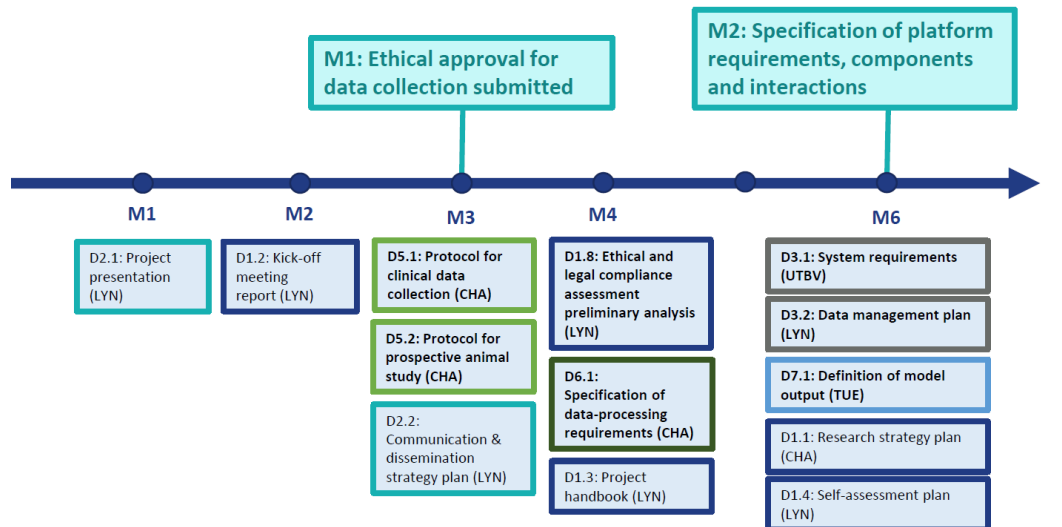 M1: Ethical approval for
data collection submitted
M2: Specification of platform
requirements, components
and interactions
M1
M2
M3
M4
M6
D2.1: Project
presentation
(LYN)
D1.2: Kick-off
meeting
report (LYN)
D5.1: Protocol for
clinical data
collection (CHA)
D5.2: Protocol for
prospective animal
study (CHA)
D2.2:
Communication &
dissemination
strategy plan (LYN)
D1.8: Ethical and
legal compliance
assessment
preliminary analysis
(LYN)
D6.1:
Specification of
data-processing
requirements (CHA)
D1.3: Project
handbook (LYN)
D3.1: System requirements
(UTBV)
D3.2: Data management plan
(LYN)
D7.1: Definition of model
output (TUE)
D1.1: Research strategy plan
(CHA)
D1.4: Self-assessment plan
(LYN)